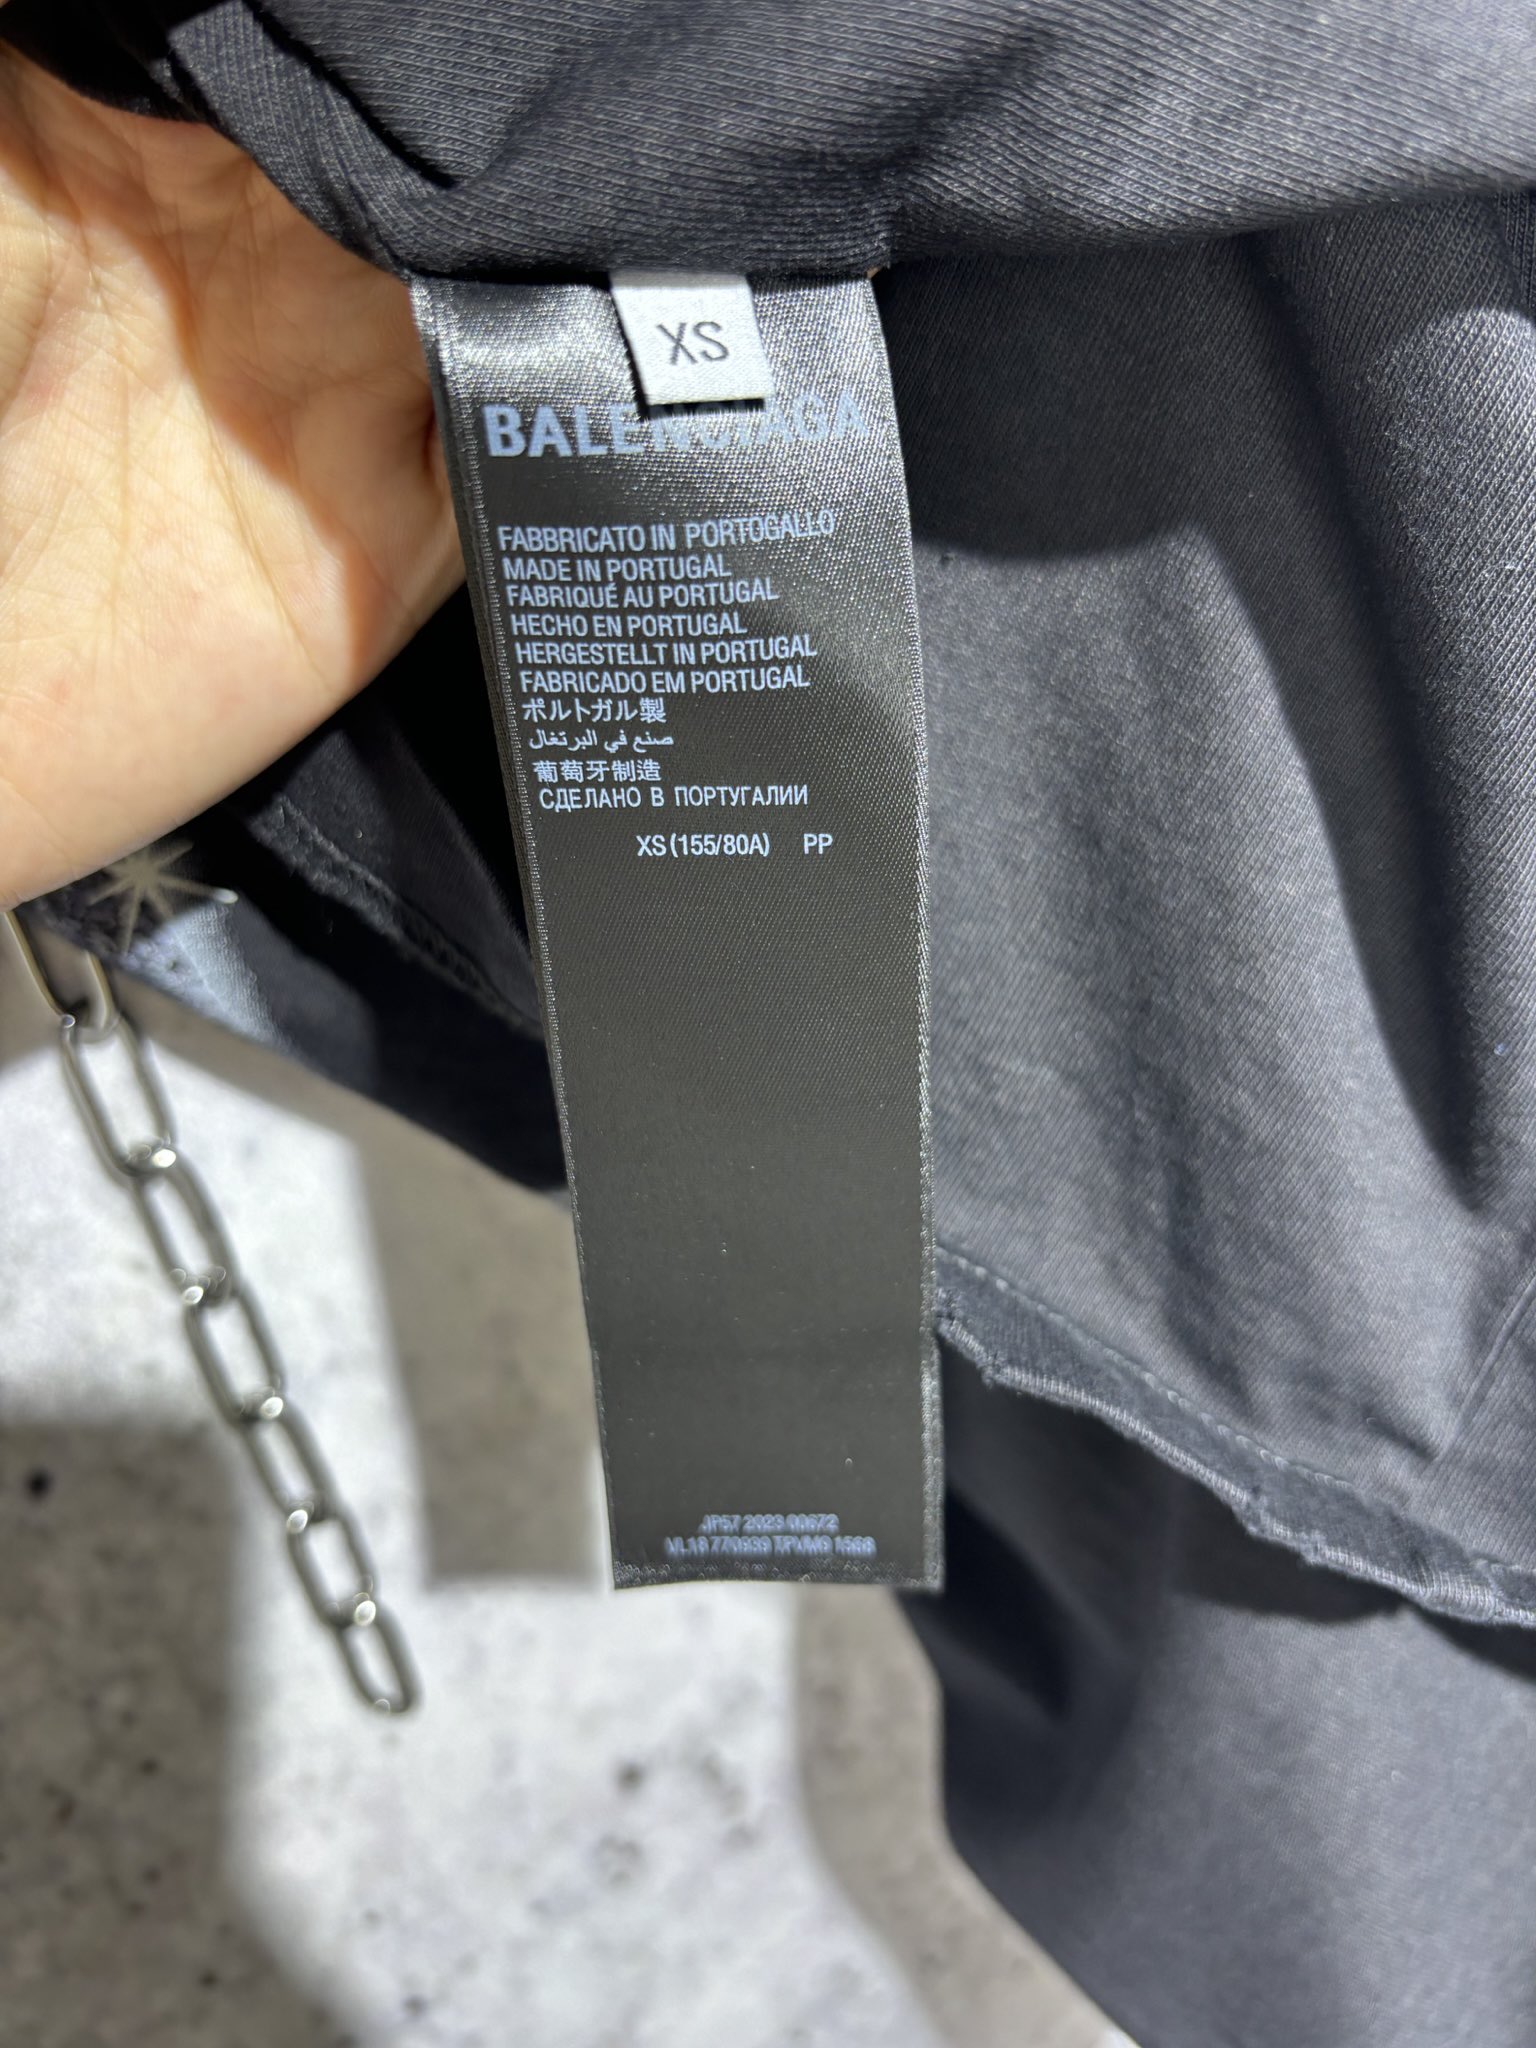 XS
BALENCIAGA
FABBRICATO IN PORTOGALLO
MADE IN PORTUGAL
FABRIQUÉ AU PORTUGAL
HECHO EN PORTUGAL
HERGESTELLT IN PORTUGAL
FABRICADO EM PORTUGAL
ポルトガル製
صنع في البرتغال
葡萄牙制造
СДЕЛАНО В ПОРТУГАЛИИ
XS (155/80A) PP
2023